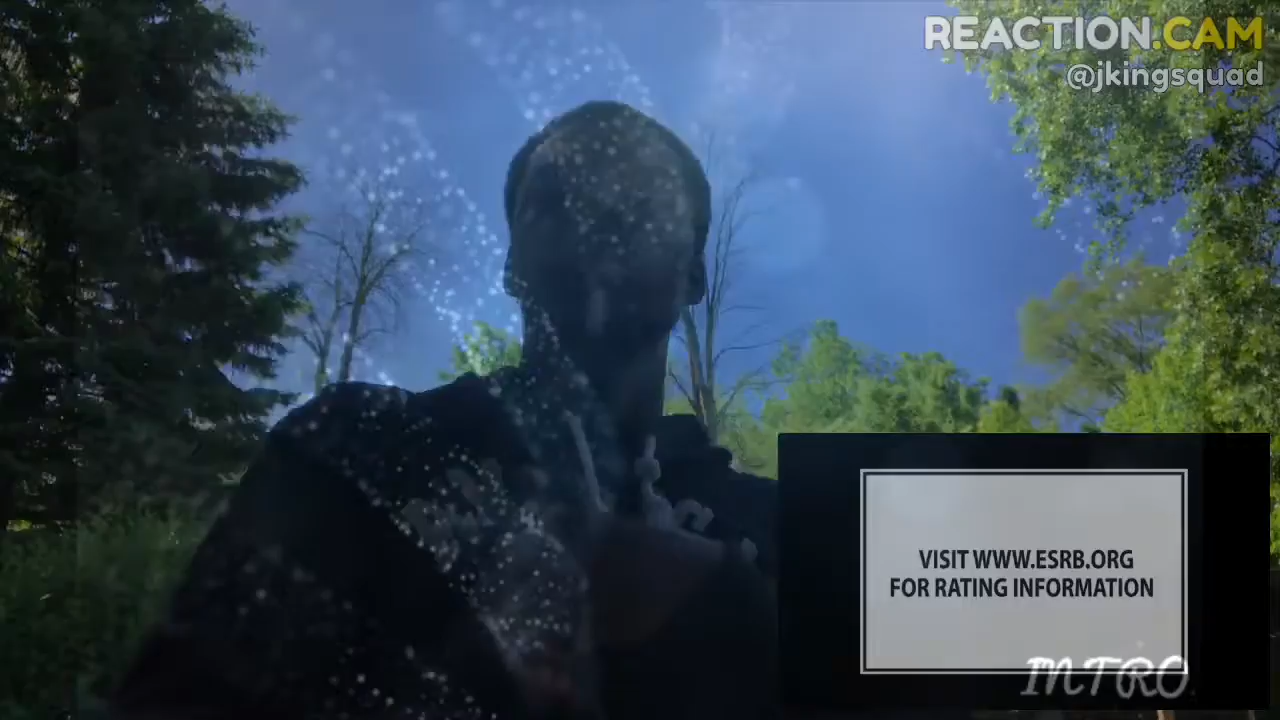 REACTION.CAM
@jkingsquad
VISIT WWW.ESRB.ORG
FOR RATING INFORMATION
INTRO